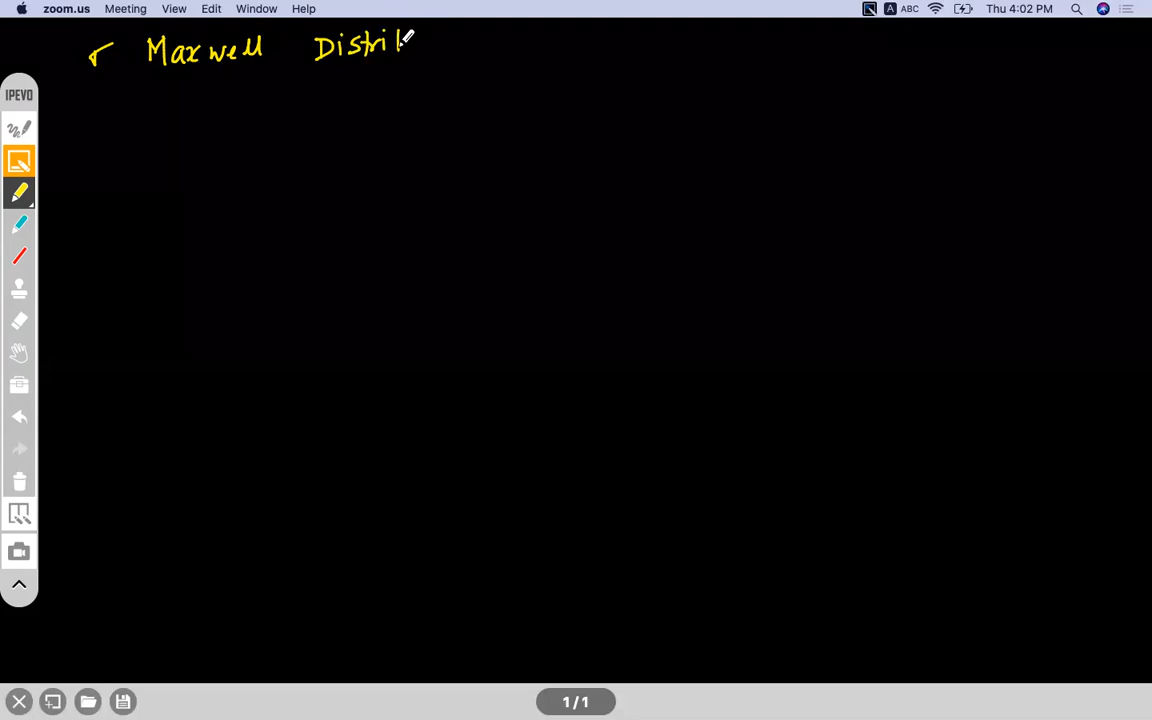 zoom.us Meeting View Edit Window Help A ABC Thu 4:02 PM
Maxwell Distri
IPEVO
1/1